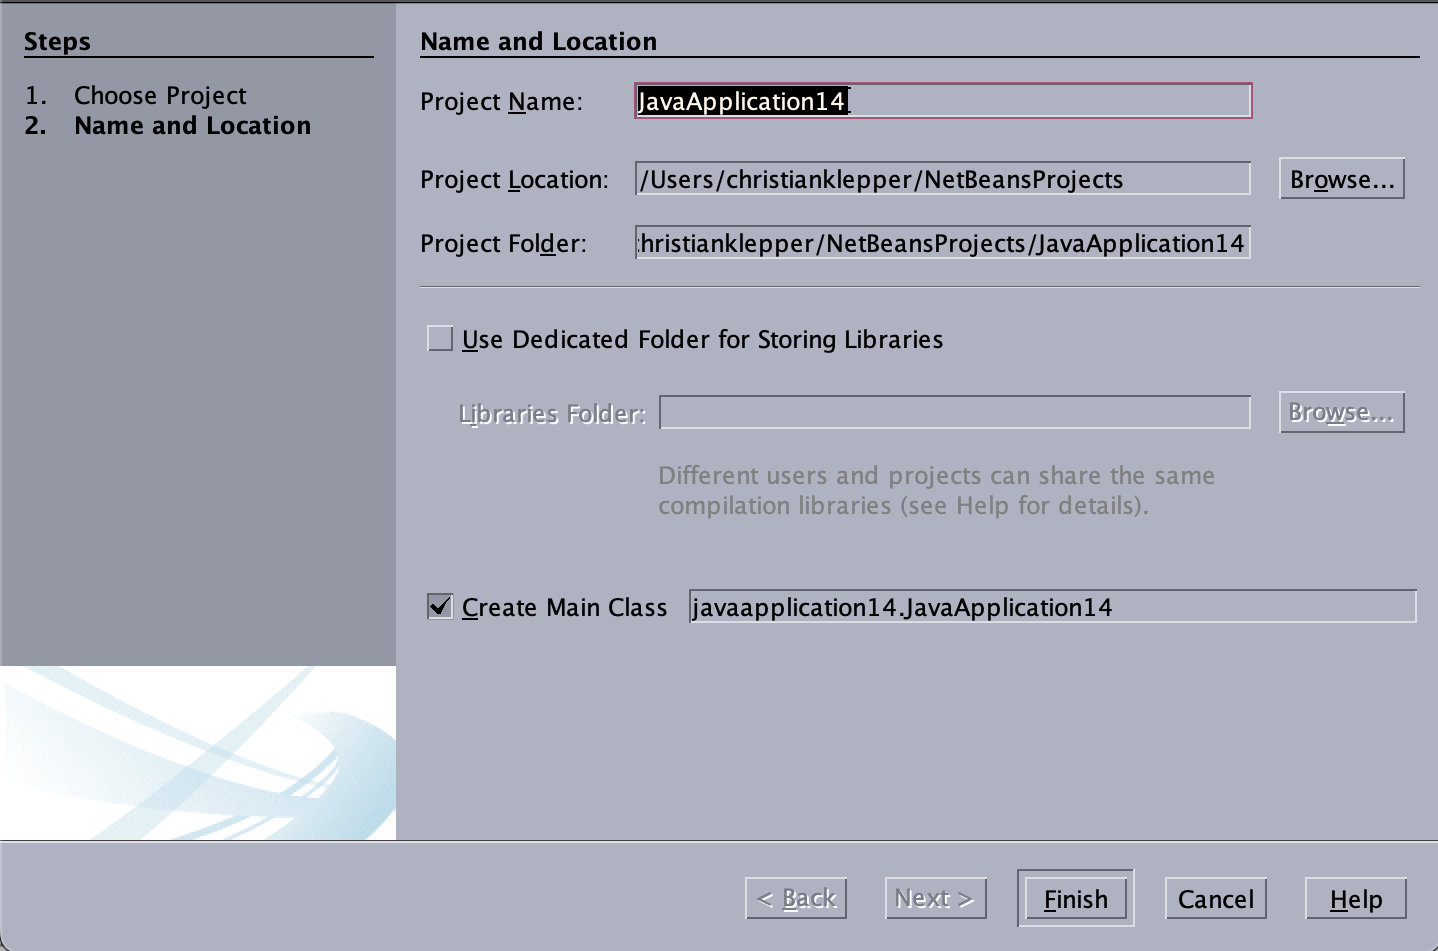 Steps
1. Choose Project
2. Name and Location
Name and Location
Project Name: JavaApplication14
Project Location: /Users/christianklepper/NetBeansProjects Browse...
Project Folder: hristianklepper/NetBeansProjects/JavaApplication14
Use Dedicated Folder for Storing Libraries
Libraries Folder: Browse...
Different users and projects can share the same
compilation libraries (see Help for details).
Create Main Class javaapplication14.JavaApplication14
< Back Next > Finish Cancel Help